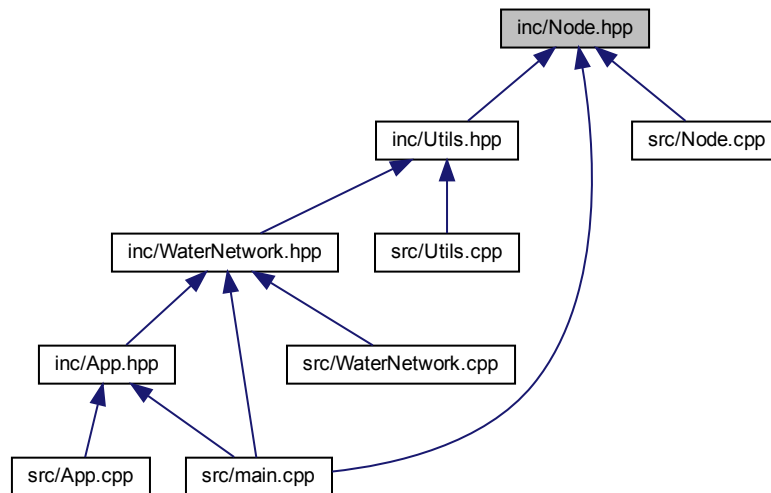 inc/Node.hpp
inc/Utils.hpp
src/Node.cpp
inc/WaterNetwork.hpp
src/Utils.cpp
inc/App.hpp
src/WaterNetwork.cpp
src/App.cpp
src/main.cpp